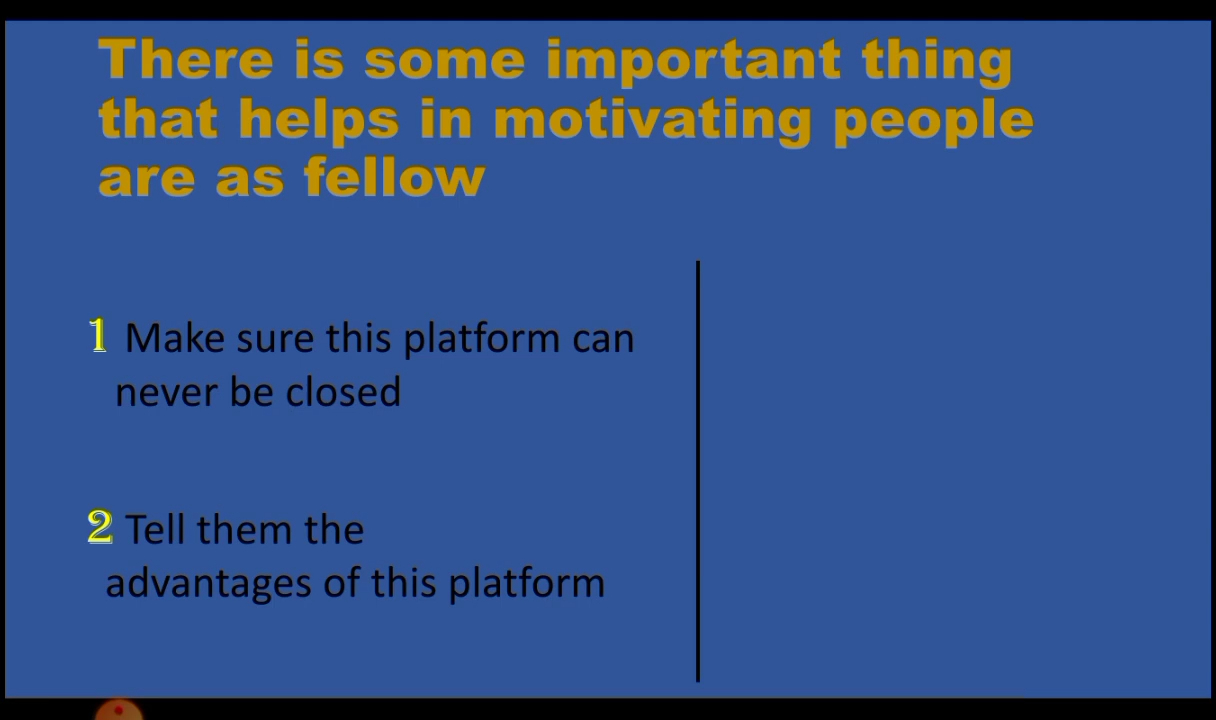 There is some important thing
that helps in motivating people
are as fellow
1 Make sure this platform can
never be closed
2 Tell them the
advantages of this platform